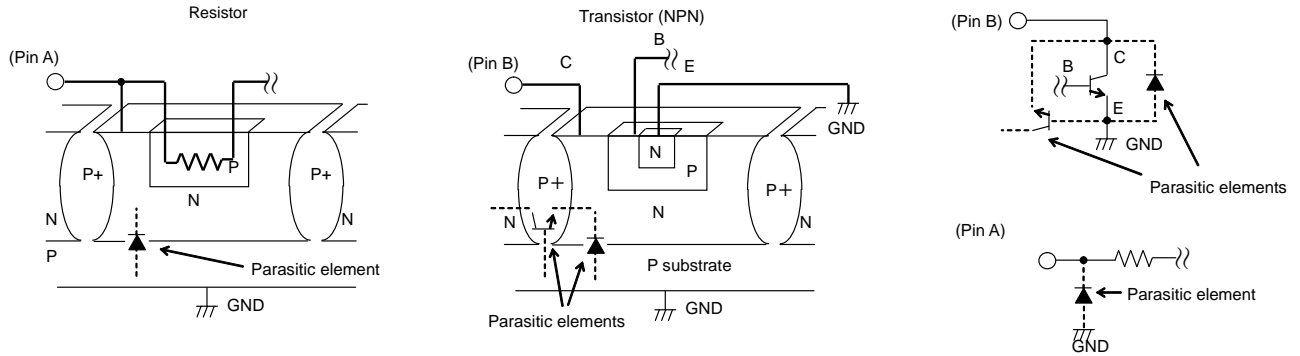 Resistor
(Pin A)
P+
P
P+
N
N
N
P
Parasitic element
GND
Transistor (NPN)
B
(Pin B)
C
E
GND
N
P
P+
P+
N
N
N
P substrate
GND
Parasitic elements
(Pin B)
C
B
E
GND
Parasitic elements
(Pin A)
Parasitic element
GND